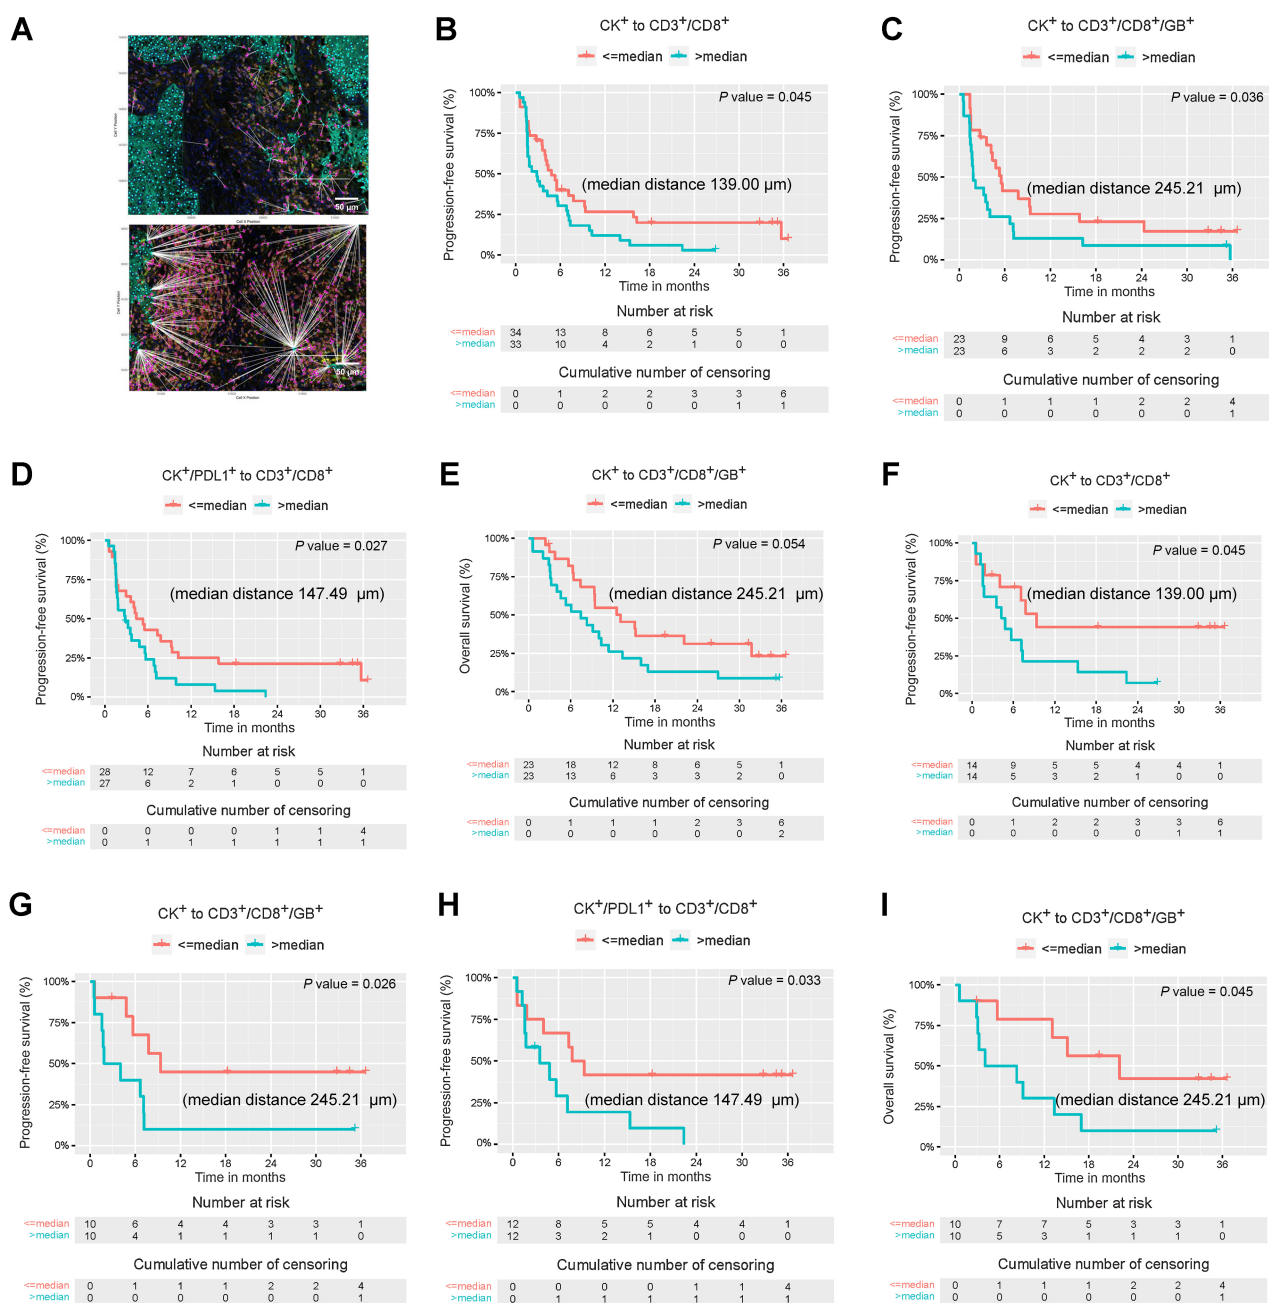 A
Cell Y Position
50 µm
Cell X Position
Cell Y Position
50 µm
Cell X Position
B
CK+ to CD3+/CD8+
<=median >median
P value = 0.045
(median distance 139.00 µm)
Progression-free survival (%)
100%
75%
50%
25%
0%
0 6 12 18 24 30 36
Time in months
Number at risk
<=median 34 13 8 6 5 5 1
>median 33 10 4 2 1 0 0
Cumulative number of censoring
<=median 0 1 2 2 3 3 6
>median 0 0 0 0 0 1 1
C
CK+ to CD3+/CD8+/GB+
<=median >median
P value = 0.036
(median distance 245.21 µm)
Progression-free survival (%)
100%
75%
50%
25%
0%
0 6 12 18 24 30 36
Time in months
Number at risk
<=median 23 9 6 5 4 3 1
>median 23 6 3 2 2 2 0
Cumulative number of censoring
<=median 0 1 1 1 2 2 4
>median 0 0 0 0 0 0 1
D
CK+/PDL1+ to CD3+/CD8+
<=median >median
P value = 0.027
(median distance 147.49 µm)
Progression-free survival (%)
100%
75%
50%
25%
0%
0 6 12 18 24 30 36
Time in months
Number at risk
<=median 28 12 7 6 5 5 1
>median 27 6 2 1 0 0 0
Cumulative number of censoring
<=median 0 0 0 0 1 1 4
>median 0 1 1 1 1 1 1
E
CK+ to CD3+/CD8+/GB+
<=median >median
P value = 0.054
(median distance 245.21 µm)
Overall survival (%)
100%
75%
50%
25%
0%
0 6 12 18 24 30 36
Time in months
Number at risk
<=median 23 18 12 8 6 5 1
>median 23 13 6 3 3 2 0
Cumulative number of censoring
<=median 0 1 1 1 2 3 6
>median 0 0 0 0 0 0 2
F
CK+ to CD3+/CD8+
<=median >median
P value = 0.045
(median distance 139.00 µm)
Progression-free survival (%)
100%
75%
50%
25%
0%
0 6 12 18 24 30 36
Time in months
Number at risk
<=median 14 9 5 5 4 4 1
>median 14 5 3 2 1 0 0
Cumulative number of censoring
<=median 0 1 2 2 3 3 6
>median 0 0 0 0 0 1 1
G
CK+ to CD3+/CD8+/GB+
<=median >median
P value = 0.026
(median distance 245.21 µm)
Progression-free survival (%)
100%
75%
50%
25%
0%
0 6 12 18 24 30 36
Time in months
Number at risk
<=median 10 6 4 4 3 3 1
>median 10 4 1 1 1 1 0
Cumulative number of censoring
<=median 0 1 1 1 2 2 4
>median 0 0 0 0 0 0 1
H
CK+/PDL1+ to CD3+/CD8+
<=median >median
P value = 0.033
(median distance 147.49 µm)
Progression-free survival (%)
100%
75%
50%
25%
0%
0 6 12 18 24 30 36
Time in months
Number at risk
<=median 12 8 5 5 4 4 1
>median 12 3 2 1 0 0 0
Cumulative number of censoring
<=median 0 0 0 0 1 1 4
>median 0 1 1 1 1 1 1
I
CK+ to CD3+/CD8+/GB+
<=median >median
P value = 0.045
(median distance 245.21 µm)
Overall survival (%)
100%
75%
50%
25%
0%
0 6 12 18 24 30 36
Time in months
Number at risk
<=median 10 7 7 5 3 3 1
>median 10 5 3 1 1 1 0
Cumulative number of censoring
<=median 0 1 1 1 2 2 4
>median 0 0 0 0 0 0 1